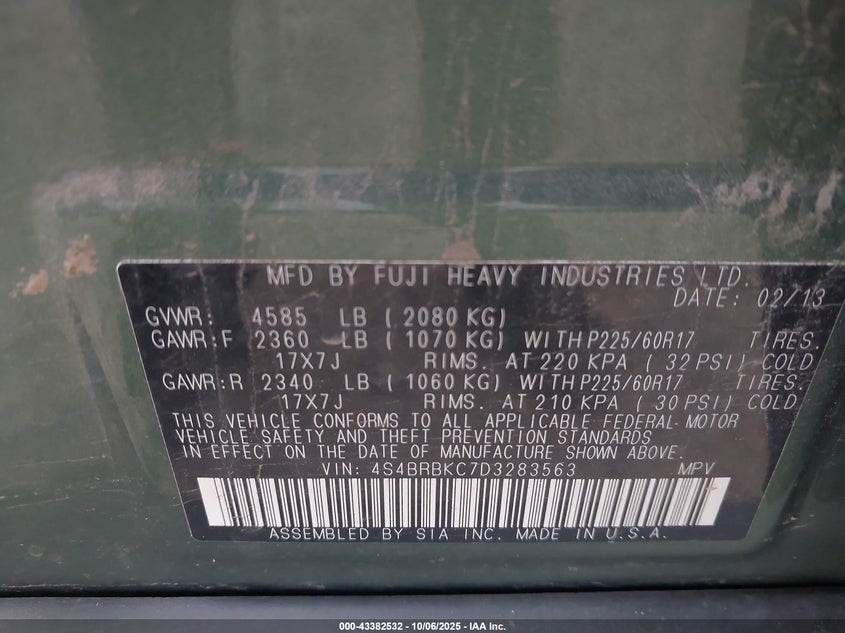 MFD BY FUJI HEAVY INDUSTRIES LTD.
DATE: 02/13
GVWR: 4585 LB ( 2080 KG)
GAWR:F 2360 LB ( 1070 KG) WITH P225/60R17 TIRES.
17X7J RIMS. AT 220 KPA ( 32 PSI) COLD
GAWR:R 2340 LB ( 1060 KG) WITH P225/60R17 TIRES.
17X7J RIMS. AT 210 KPA ( 30 PSI) COLD
THIS VEHICLE CONFORMS TO ALL APPLICABLE FEDERAL-MOTOR
VEHICLE SAFETY AND THEFT PREVENTION STANDARDS
IN EFFECT ON THE DATE OF MANUFACTURE SHOWN ABOVE.
VIN: 4S4BRBKC7D3283563 MPV
ASSEMBLED BY SIA INC. MADE IN U.S.A.
000-43382532 - 10/06/2025 - IAA Inc.